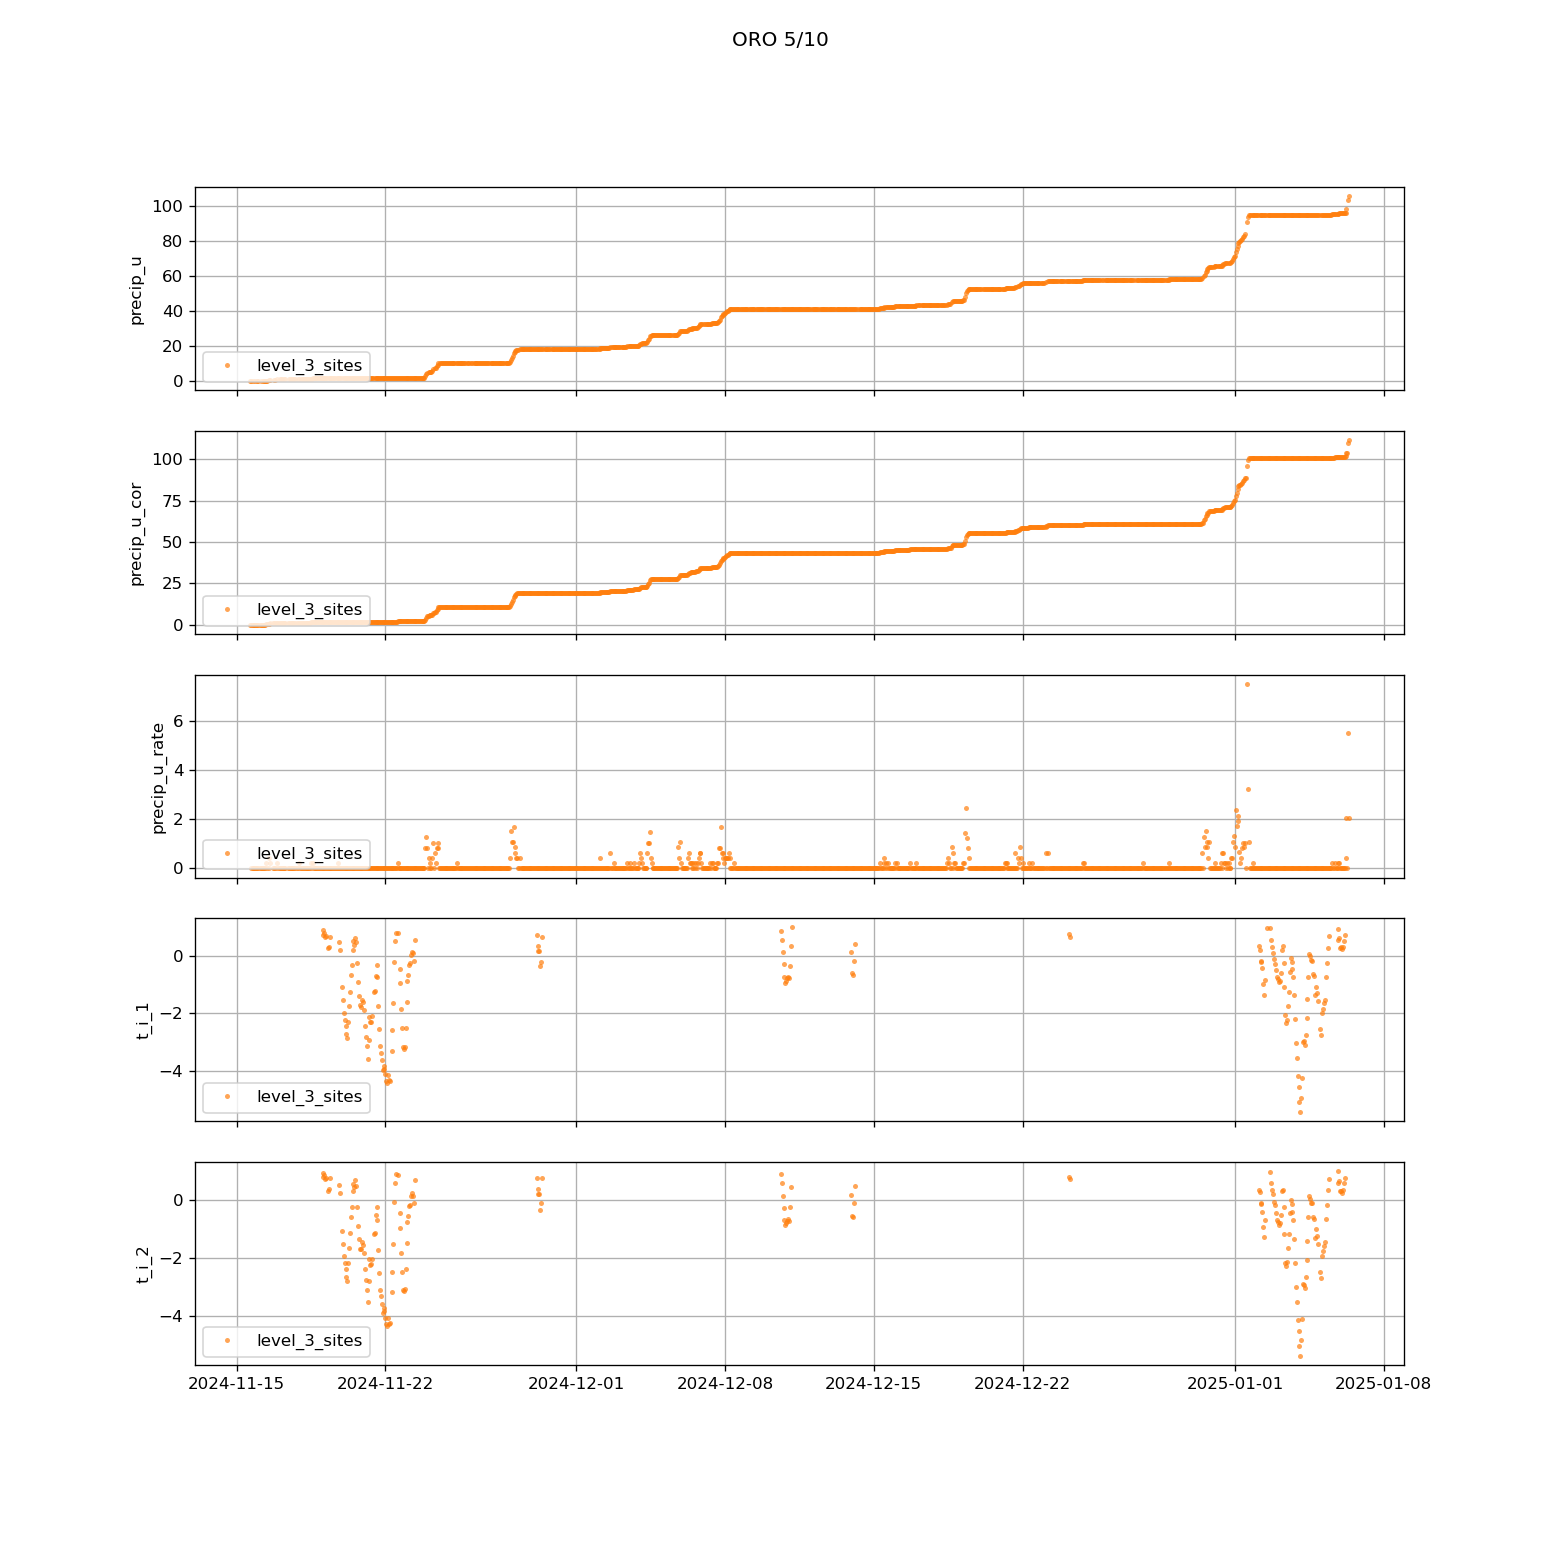 ORO 5/10
100
80
60
40
20
0
precip_u
level_3_sites
100
75
50
25
0
precip_u_cor
level_3_sites
6
4
2
0
precip_u_rate
level_3_sites
0
−2
−4
t_i_1
level_3_sites
0
−2
−4
t_i_2
level_3_sites
2024-11-15 2024-11-22 2024-12-01 2024-12-08 2024-12-15 2024-12-22 2025-01-01 2025-01-08